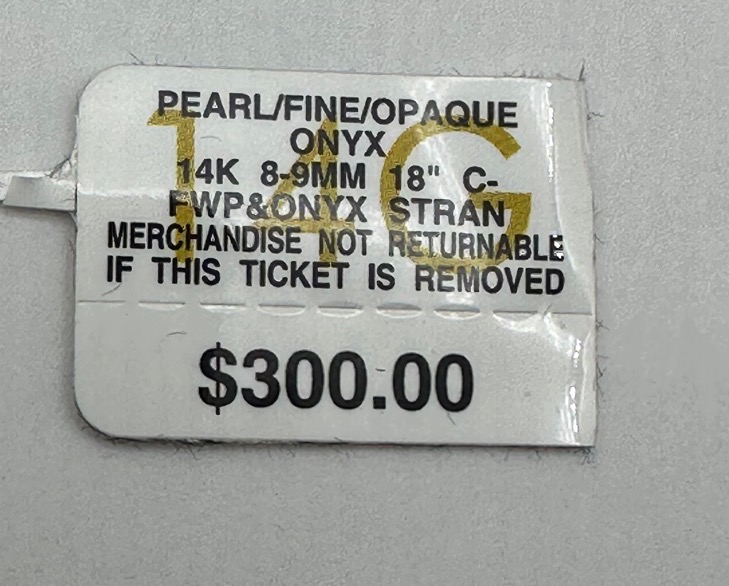 PEARL/FINE/OPAQUE
ONYX
14K 8-9MM 18" C-
FWP&ONYX STRAN
MERCHANDISE NOT RETURNABLE
IF THIS TICKET IS REMOVED
14G
$300.00